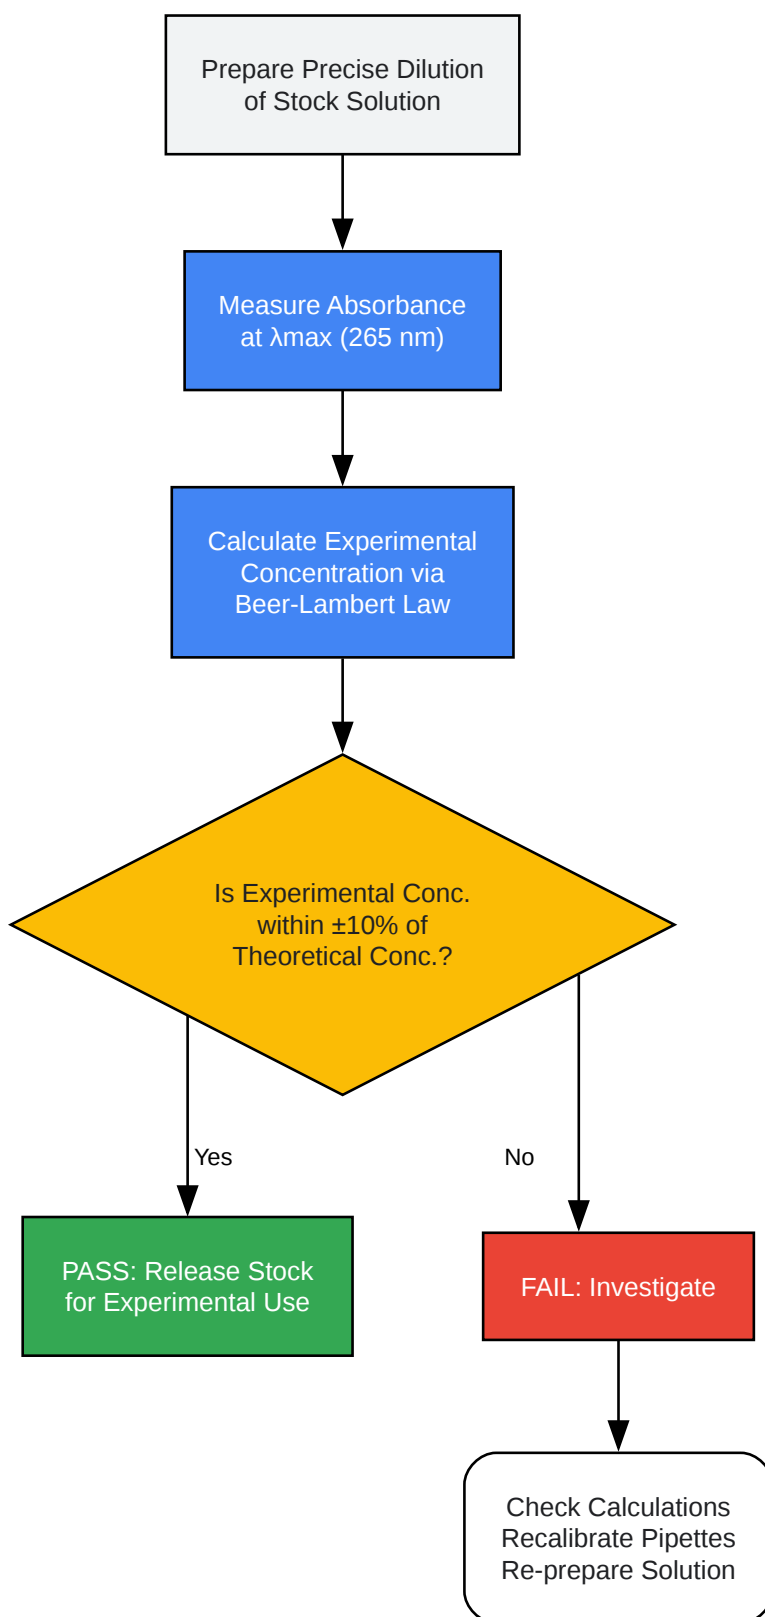 Prepare Precise Dilution
of Stock Solution
Measure Absorbance
at λmax (265 nm)
Calculate Experimental
Concentration via
Beer-Lambert Law
Is Experimental Conc.
within ±10% of
Theoretical Conc.?
Yes
No
PASS: Release Stock
for Experimental Use
FAIL: Investigate
Check Calculations
Recalibrate Pipettes
Re-prepare Solution